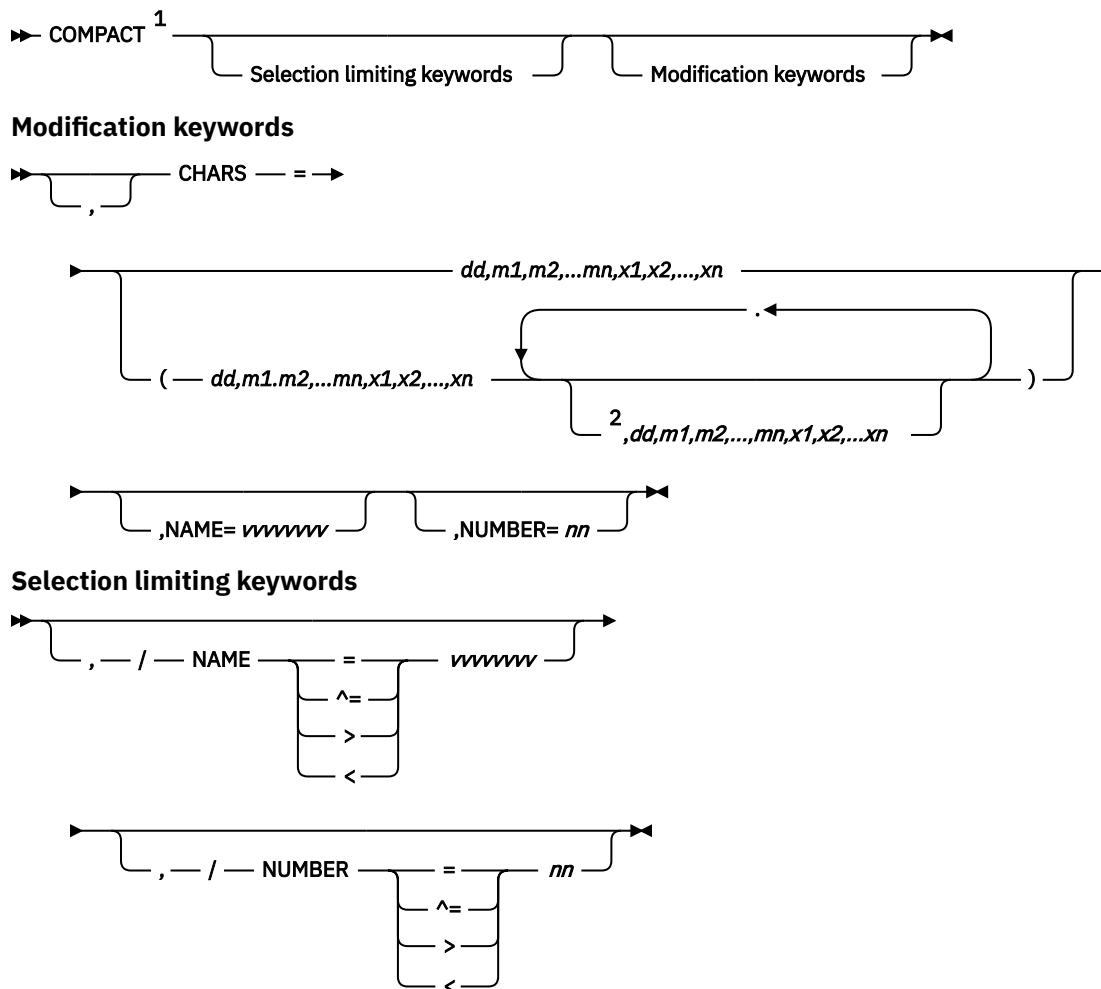 COMPACT 1
Selection limiting keywords Modification keywords
Modification keywords
CHARS =
,
dd,m1,m2,...mn,x1,x2,...,xn
.
( dd,m1.m2,...mn,x1,x2,...,xn )
2 ,dd,m1,m2,...,mn,x1,x2,...xn
,NAME= vvvvvvvv ,NUMBER= nn
Selection limiting keywords
, / NAME = vvvvvvvv
^=
>
<
, / NUMBER = nn
^=
>
<